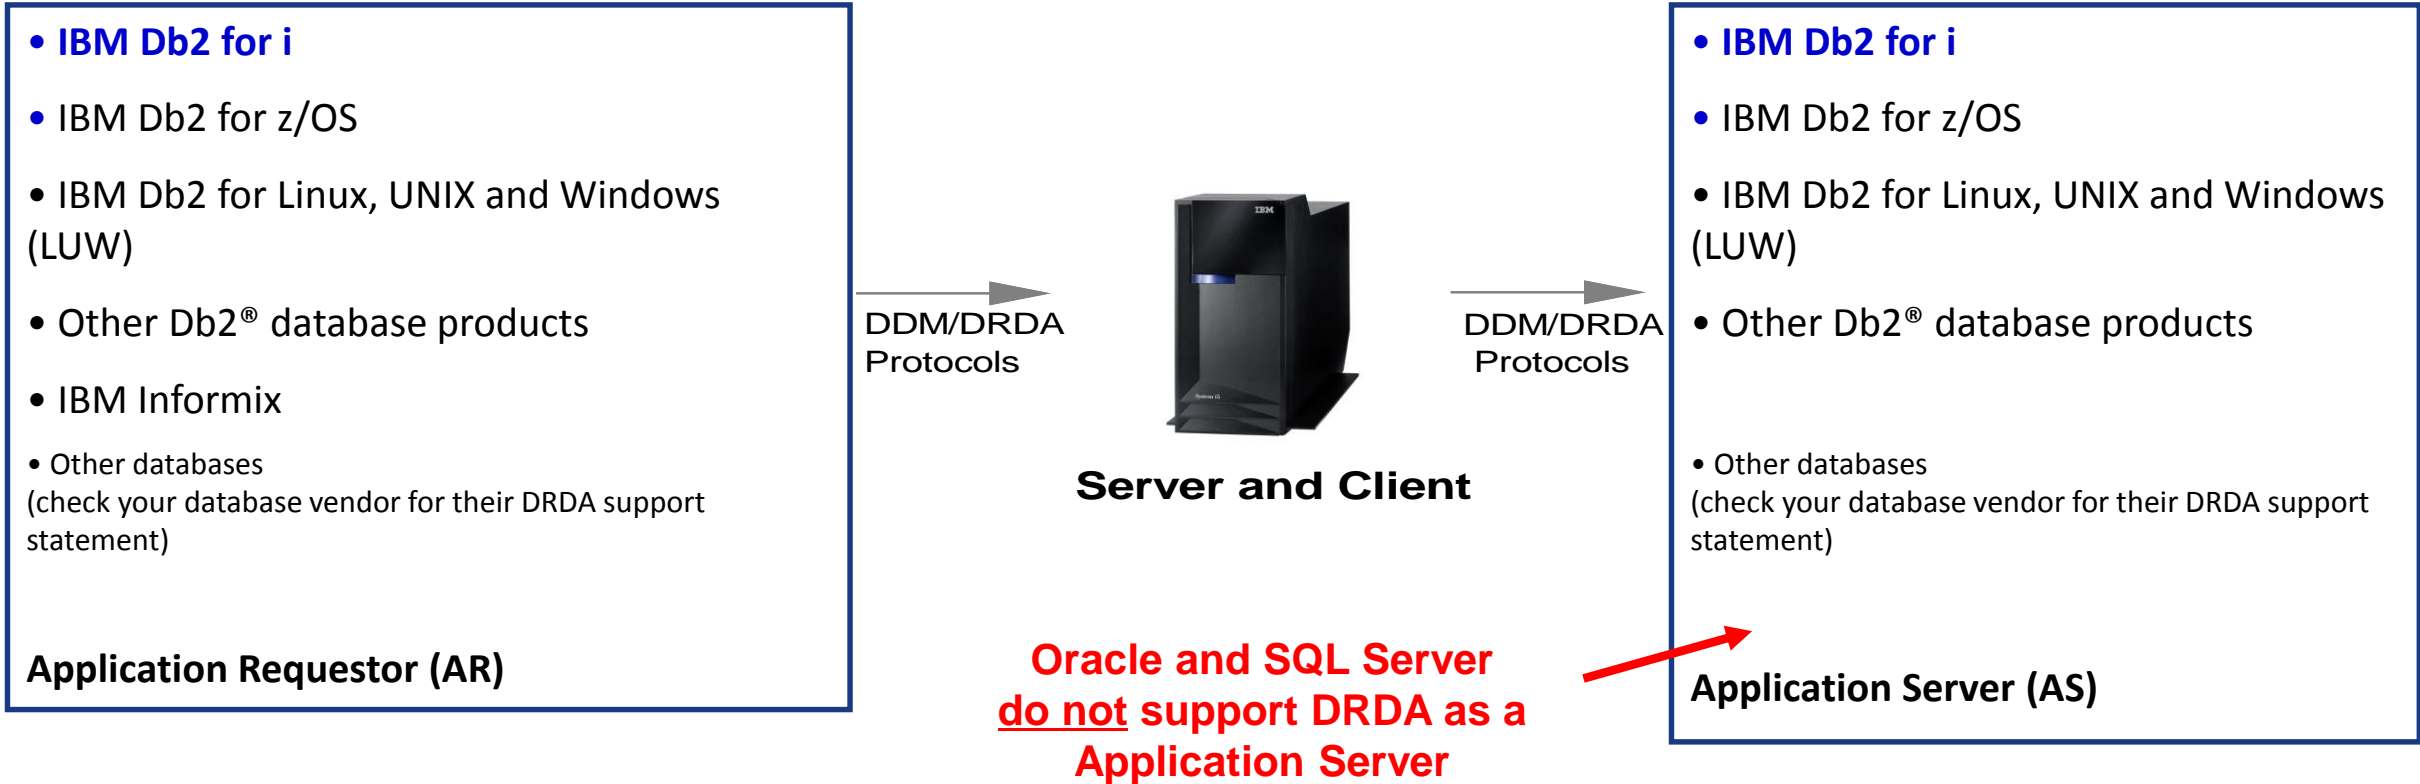 • IBM Db2 for i
• IBM Db2 for z/OS
• IBM Db2 for Linux, UNIX and Windows
(LUW)
• Other Db2® database products
• IBM Informix
• Other databases
(check your database vendor for their DRDA support
statement)
Application Requestor (AR)
DDM/DRDA
Protocols
IBM
Server and Client
DDM/DRDA
Protocols
Oracle and SQL Server
do not support DRDA as a
Application Server
• IBM Db2 for i
• IBM Db2 for z/OS
• IBM Db2 for Linux, UNIX and Windows
(LUW)
• Other Db2® database products
• Other databases
(check your database vendor for their DRDA support
statement)
Application Server (AS)